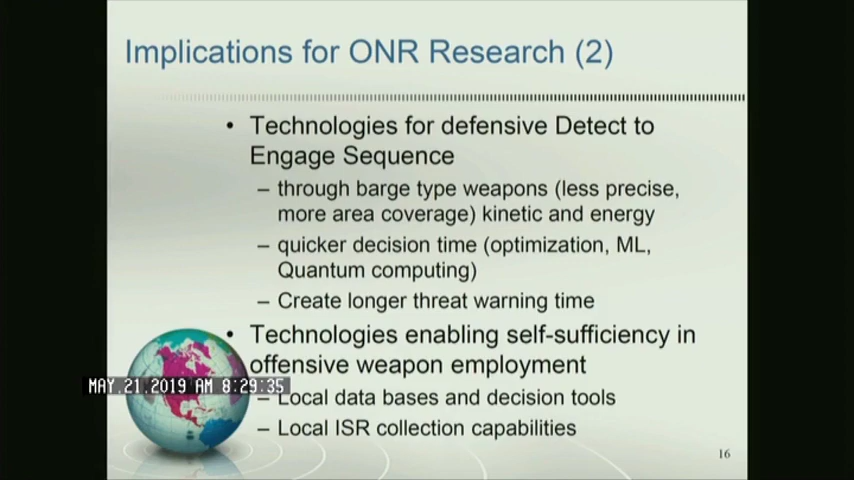 Implications for ONR Research (2)
• Technologies for defensive Detect to
Engage Sequence
– through barge type weapons (less precise,
more area coverage) kinetic and energy
– quicker decision time (optimization, ML,
Quantum computing)
– Create longer threat warning time
• Technologies enabling self-sufficiency in
offensive weapon employment
MAY.21.2019 AM 8:29:35
– Local data bases and decision tools
– Local ISR collection capabilities
16